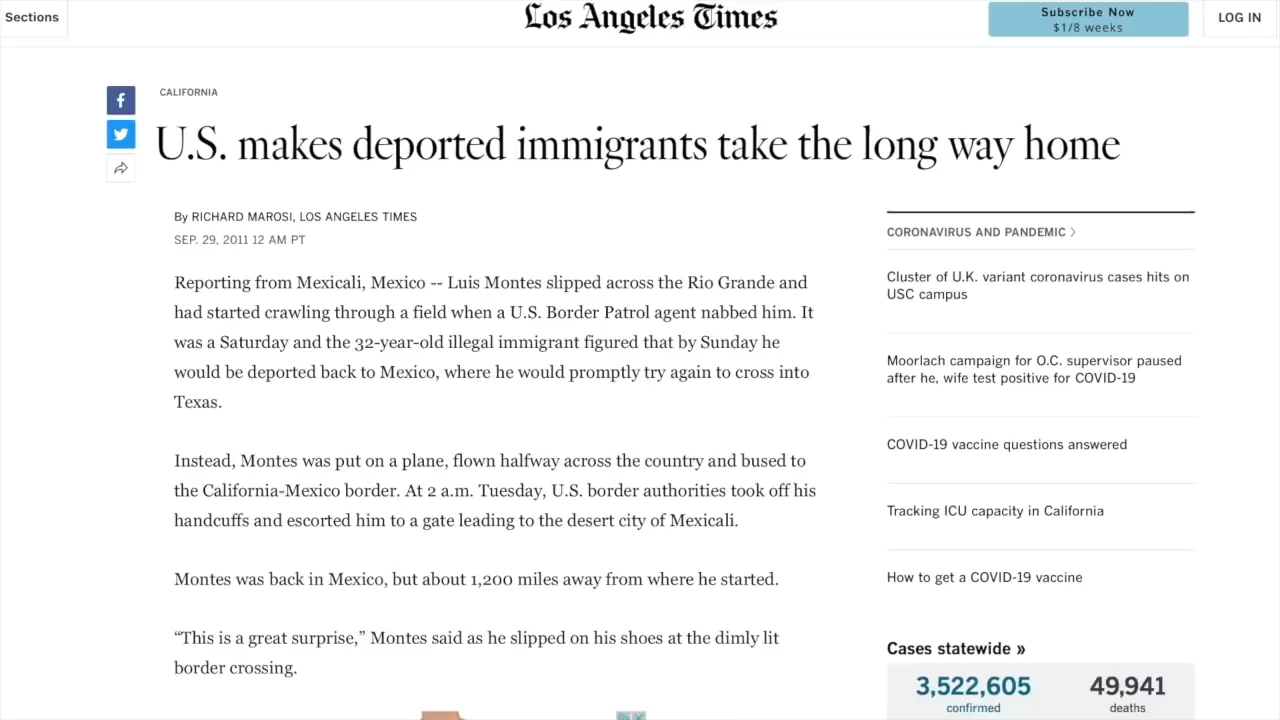 Sections
Los Angeles Times
Subscribe Now
$1/8 weeks
LOG IN
CALIFORNIA
U.S. makes deported immigrants take the long way home
By RICHARD MAROSI, LOS ANGELES TIMES
SEP. 29, 2011 12 AM PT
Reporting from Mexicali, Mexico -- Luis Montes slipped across the Rio Grande and
had started crawling through a field when a U.S. Border Patrol agent nabbed him. It
was a Saturday and the 32-year-old illegal immigrant figured that by Sunday he
would be deported back to Mexico, where he would promptly try again to cross into
Texas.
Instead, Montes was put on a plane, flown halfway across the country and bused to
the California-Mexico border. At 2 a.m. Tuesday, U.S. border authorities took off his
handcuffs and escorted him to a gate leading to the desert city of Mexicali.
Montes was back in Mexico, but about 1,200 miles away from where he started.
“This is a great surprise,” Montes said as he slipped on his shoes at the dimly lit
border crossing.
CORONAVIRUS AND PANDEMIC >
Cluster of U.K. variant coronavirus cases hits on
USC campus
Moorlach campaign for O.C. supervisor paused
after he, wife test positive for COVID-19
COVID-19 vaccine questions answered
Tracking ICU capacity in California
How to get a COVID-19 vaccine
Cases statewide »
3,522,605
confirmed
49,941
deaths